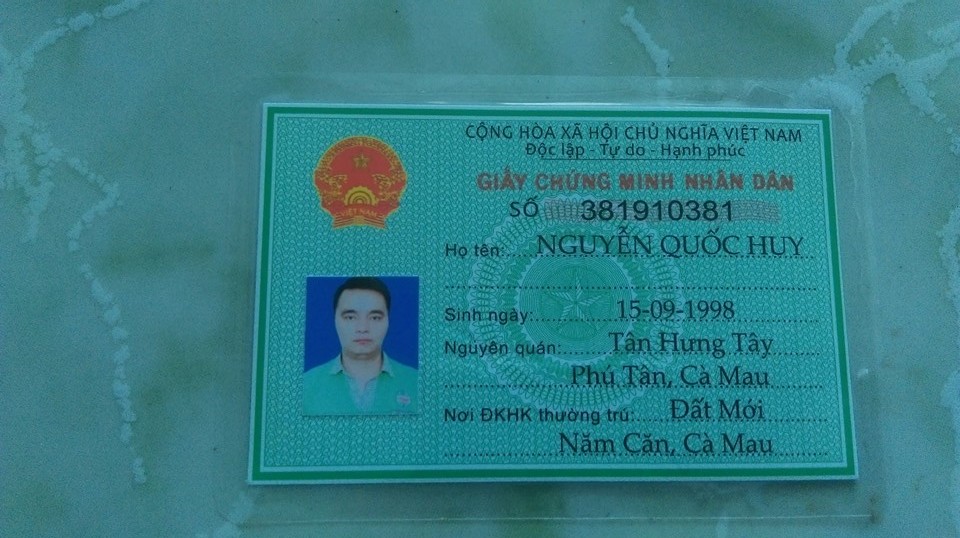 CỘNG HÒA XÃ HỘI CHỦ NGHĨA VIỆT NAM
Độc lập - Tự do - Hạnh phúc
GIẤY CHỨNG MINH NHÂN DÂN
SỐ 381910381
Họ tên: NGUYỄN QUỐC HUY
Sinh ngày: 15-09-1998
Nguyên quán: Tân Hưng Tây
Phú Tân, Cà Mau
Nơi ĐKHK thường trú: Đất Mới
Năm Căn, Cà Mau
VIỆT NAM